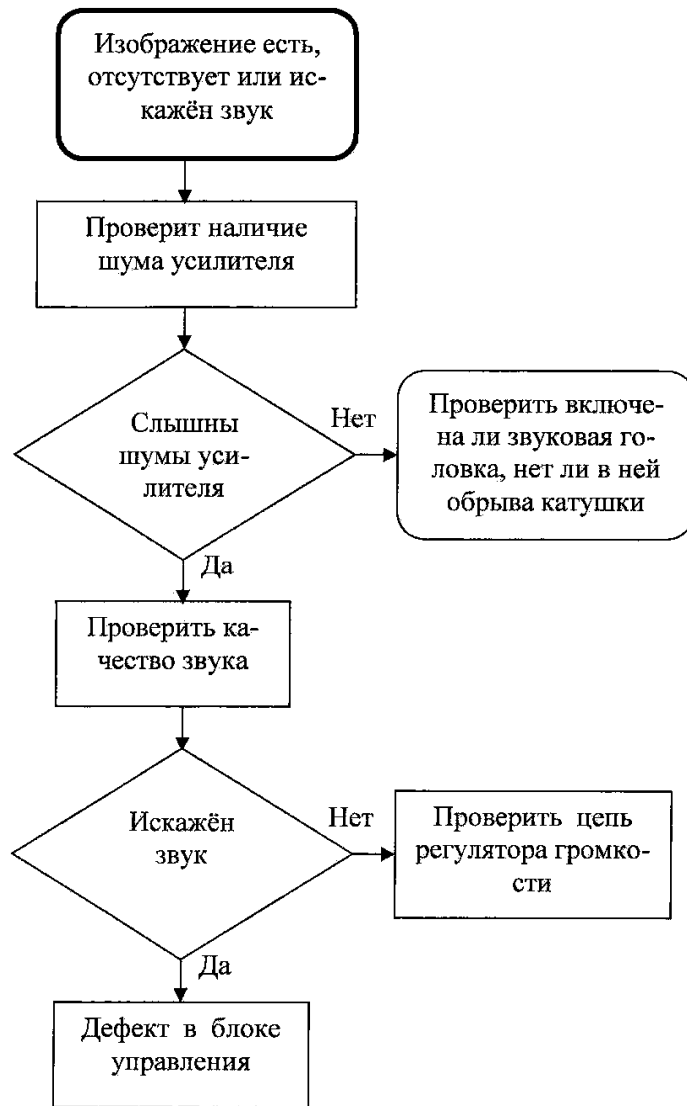 Изображение есть,
отсутствует или ис-
кажён звук
Проверит наличие
шума усилителя
Слышны
шумы уси-
лителя
Нет
Проверить включе-
на ли звуковая го-
ловка, нет ли в ней
обрыва катушки
Да
Проверить ка-
чество звука
Искажён
звук
Нет
Проверить цепь
регулятора громко-
сти
Да
Дефект в блоке
управления